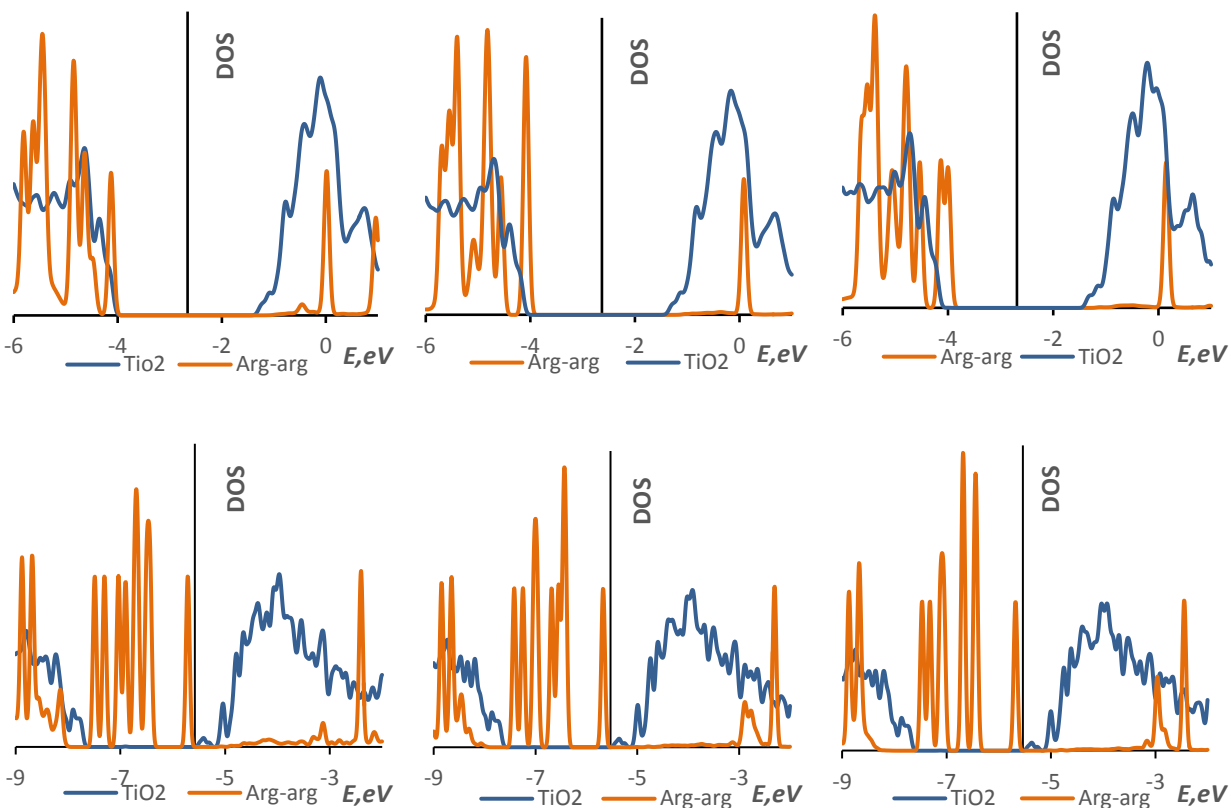 DOS DOS DOS
-6 -4 -2 0 E,eV -6 -4 -2 0 E,eV -6 -4 -2 0 E,eV
Tio2 Arg-arg Arg-arg TiO2 Arg-arg TiO2
DOS DOS DOS
-9 -7 -5 -3 E,eV -9 -7 -5 -3 E,eV -9 -7 -5 -3 E,eV
TiO2 Arg-arg TiO2 Arg-arg TiO2 Arg-arg